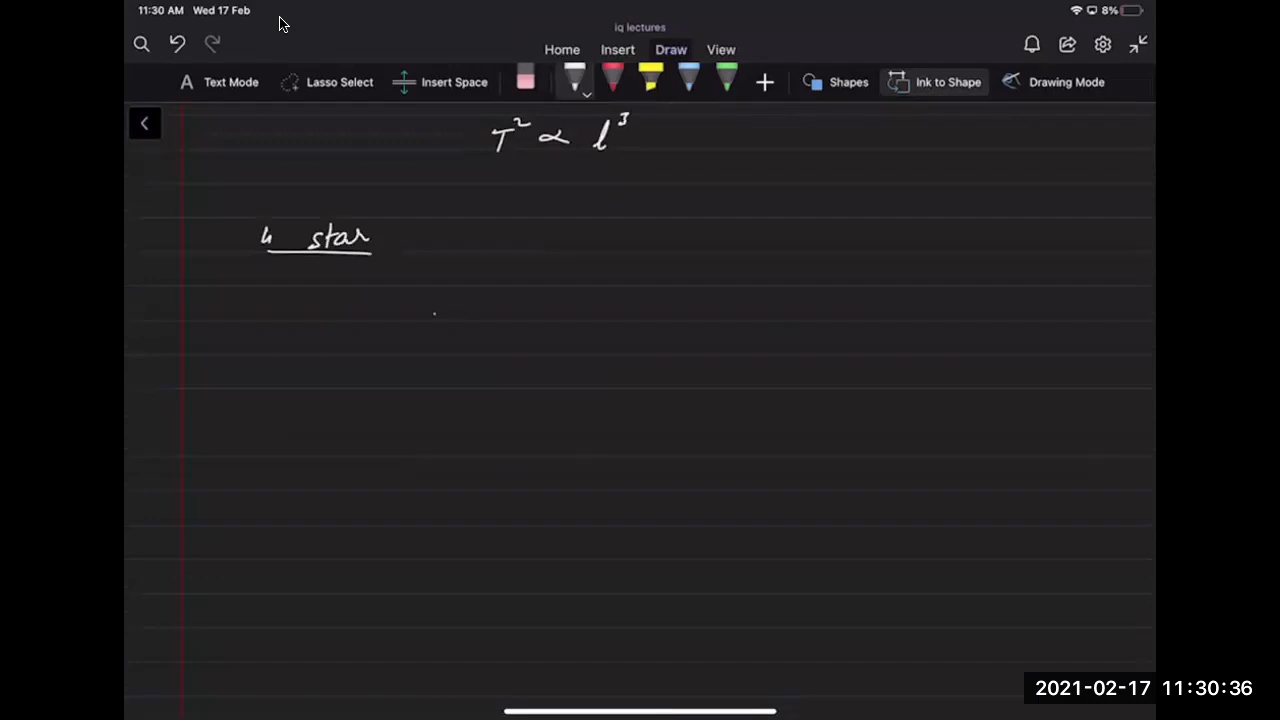 11:30 AM Wed 17 Feb
8%
iq lectures
Home Insert Draw View
Text Mode Lasso Select Insert Space Shapes Ink to Shape Drawing Mode
T² ∝ l³
4 star
2021-02-17 11:30:36